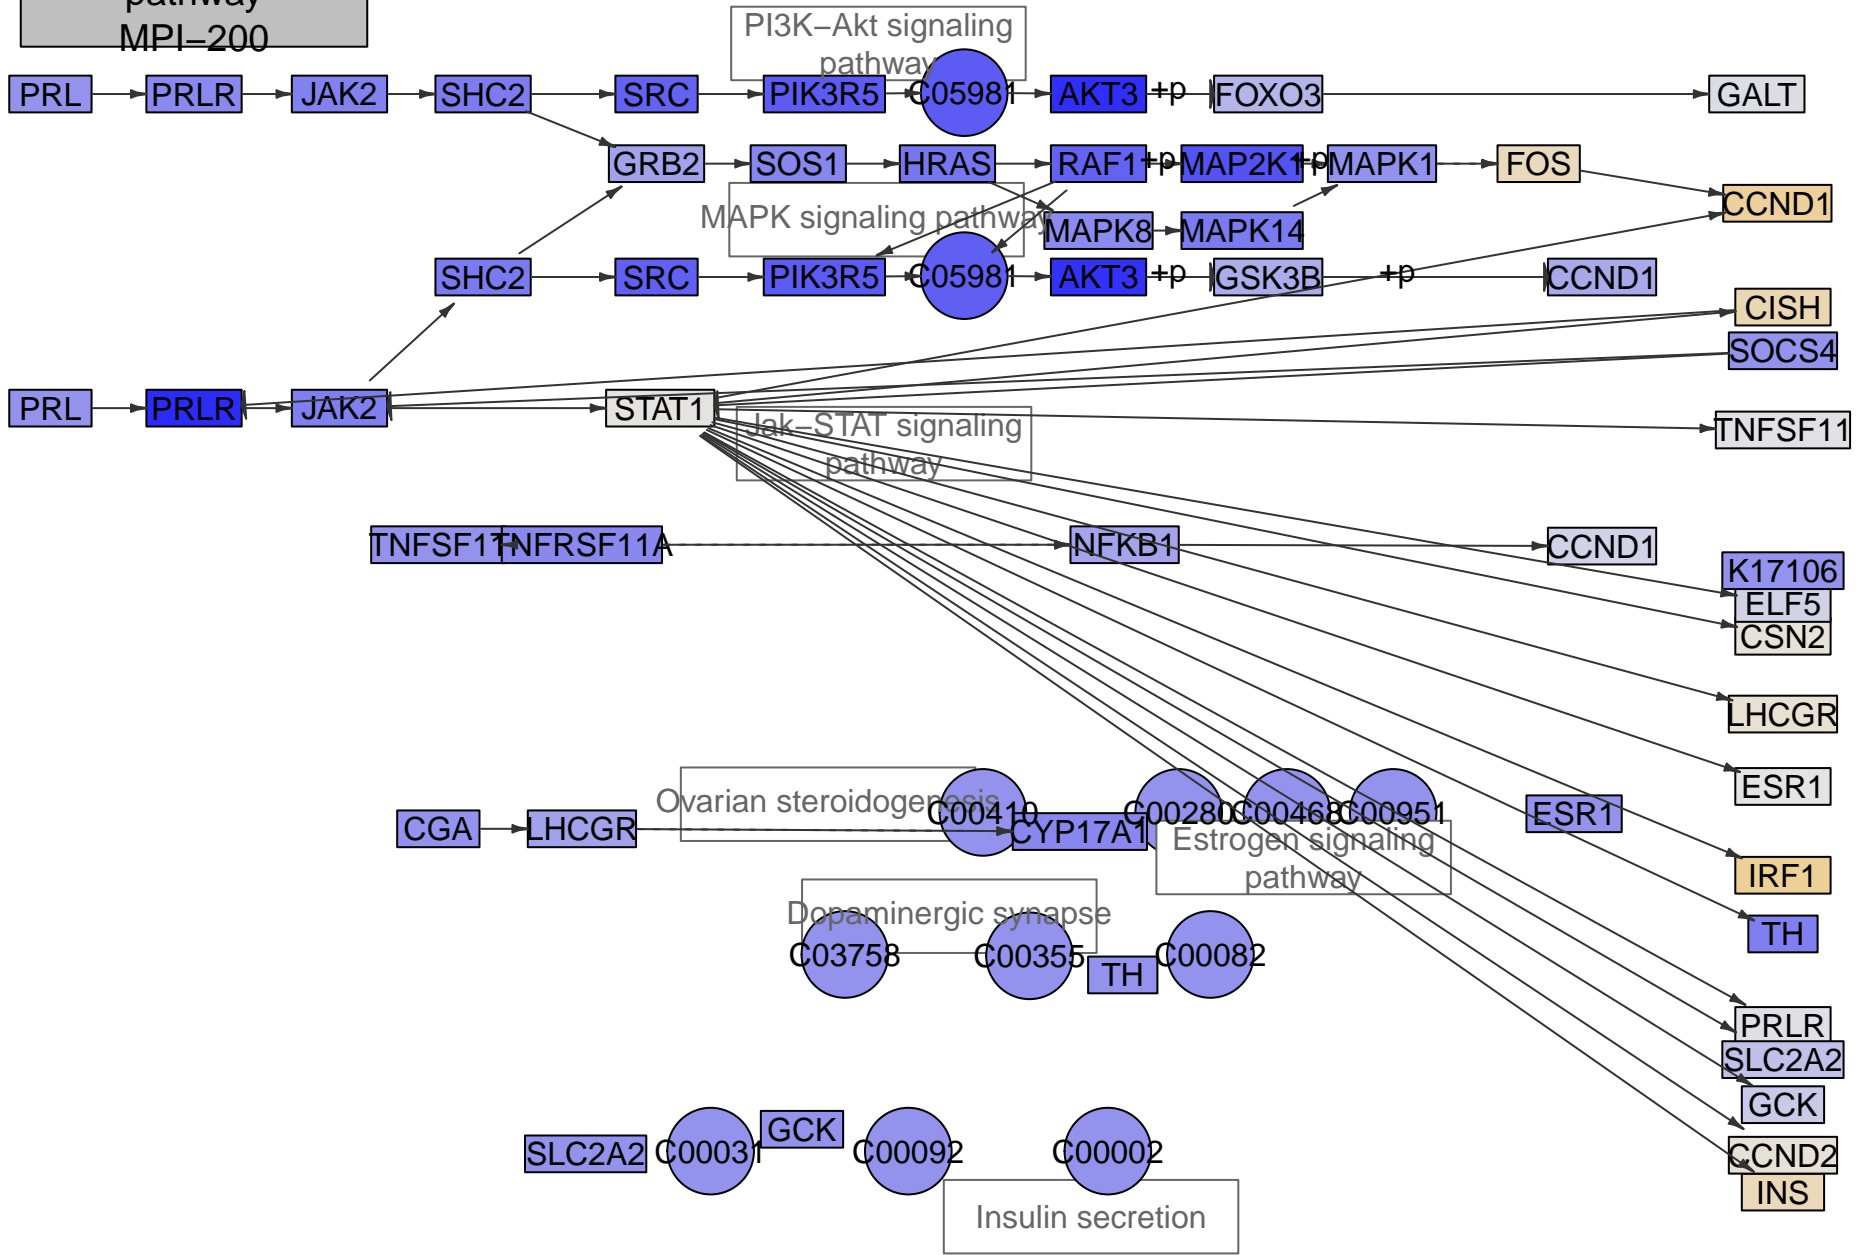 pathway
MPI−200
PI3K−Akt signaling
pathway
PRL
PRLR
JAK2
SHC2
SRC
PIK3R5
C05981
AKT3
+p
FOXO3
GALT
GRB2
SOS1
HRAS
RAF1
+p
MAP2K1
+p
MAPK1
FOS
CCND1
MAPK signaling pathway
MAPK8
MAPK14
SHC2
SRC
PIK3R5
C05981
AKT3
+p
GSK3B
+p
CCND1
CISH
SOCS4
PRL
PRLR
JAK2
STAT1
Jak−STAT signaling
pathway
TNFSF11
TNFSF11
TNFRSF11A
NFKB1
CCND1
K17106
ELF5
CSN2
LHCGR
ESR1
Ovarian steroidogenesis
C00410
C00280
C00468
C00951
ESR1
CGA
LHCGR
CYP17A1
Estrogen signaling
pathway
IRF1
Dopaminergic synapse
TH
C03758
C00355
TH
C00082
PRLR
SLC2A2
GCK
SLC2A2
C00031
GCK
C00092
C00002
CCND2
INS
Insulin secretion